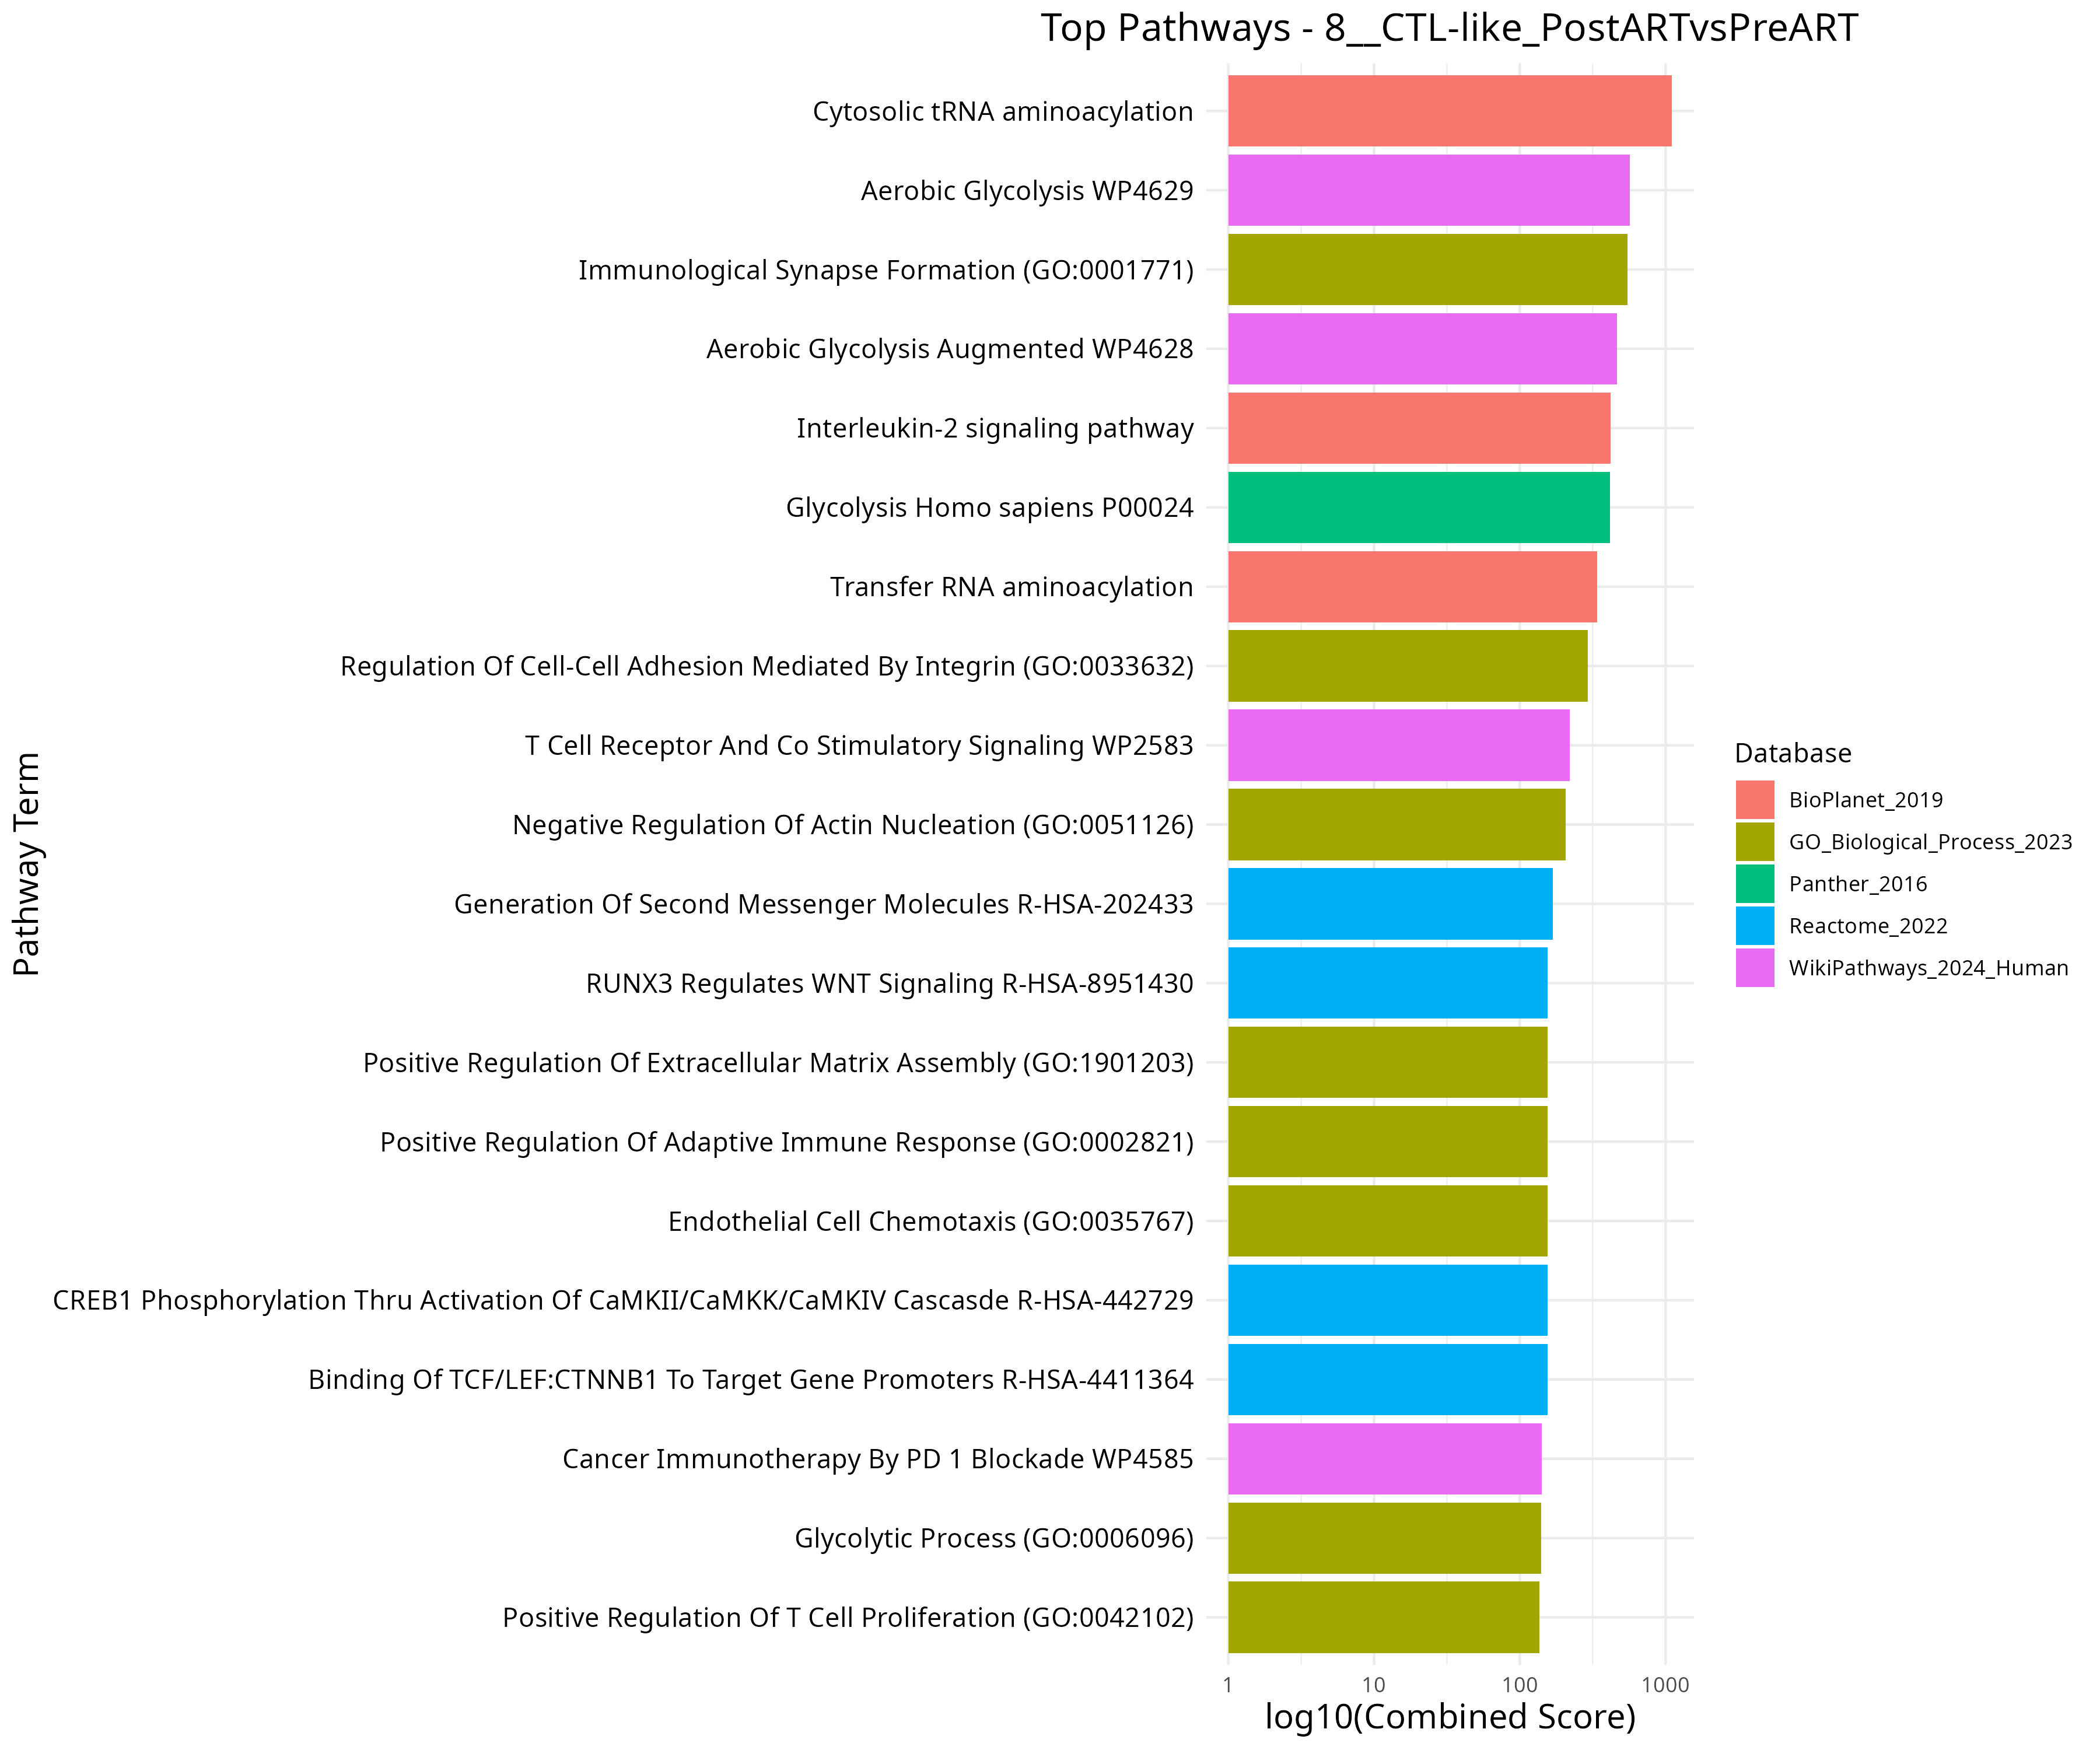 Top Pathways - 8__CTL-like_PostARTvsPreART
Pathway Term
Cytosolic tRNA aminoacylation
Aerobic Glycolysis WP4629
Immunological Synapse Formation (GO:0001771)
Aerobic Glycolysis Augmented WP4628
Interleukin-2 signaling pathway
Glycolysis Homo sapiens P00024
Transfer RNA aminoacylation
Regulation Of Cell-Cell Adhesion Mediated By Integrin (GO:0033632)
T Cell Receptor And Co Stimulatory Signaling WP2583
Negative Regulation Of Actin Nucleation (GO:0051126)
Generation Of Second Messenger Molecules R-HSA-202433
RUNX3 Regulates WNT Signaling R-HSA-8951430
Positive Regulation Of Extracellular Matrix Assembly (GO:1901203)
Positive Regulation Of Adaptive Immune Response (GO:0002821)
Endothelial Cell Chemotaxis (GO:0035767)
CREB1 Phosphorylation Thru Activation Of CaMKII/CaMKK/CaMKIV Cascasde R-HSA-442729
Binding Of TCF/LEF:CTNNB1 To Target Gene Promoters R-HSA-4411364
Cancer Immunotherapy By PD 1 Blockade WP4585
Glycolytic Process (GO:0006096)
Positive Regulation Of T Cell Proliferation (GO:0042102)
1 10 100 1000
log10(Combined Score)
Database
BioPlanet_2019
GO_Biological_Process_2023
Panther_2016
Reactome_2022
WikiPathways_2024_Human